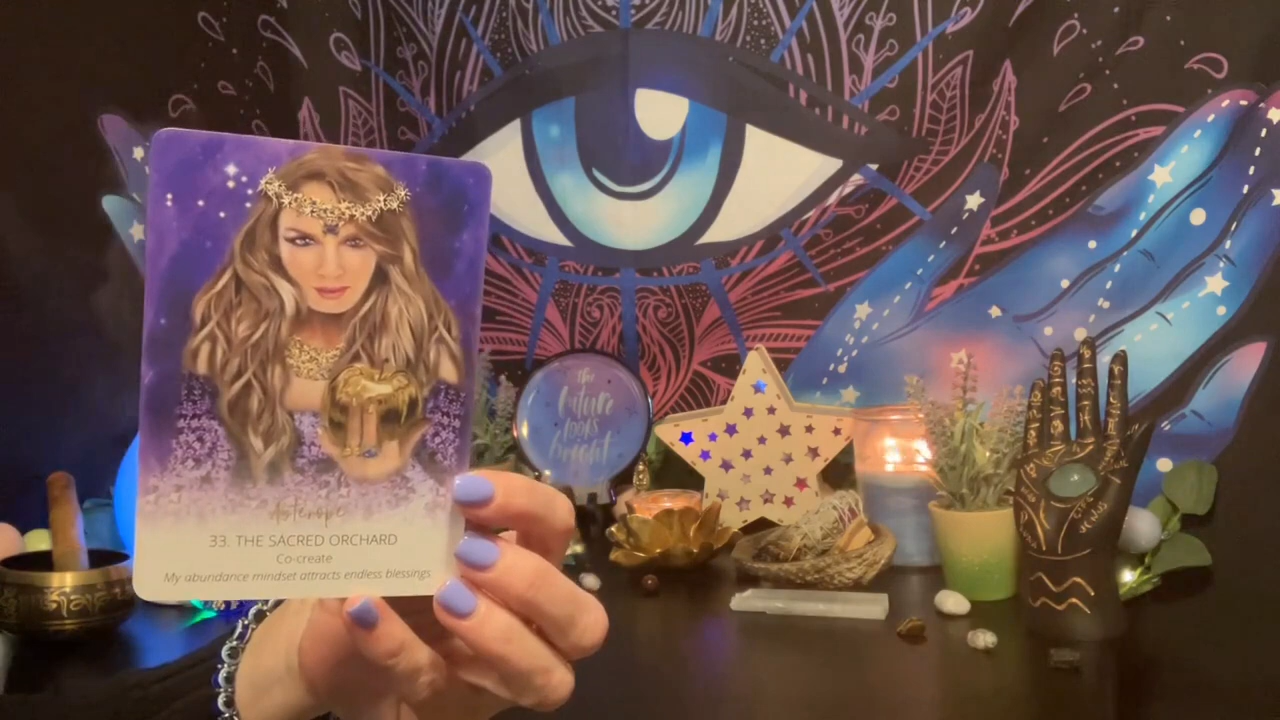 Asterope
33. THE SACRED ORCHARD
Co-create
My abundance mindset attracts endless blessings
the
future
looks
bright